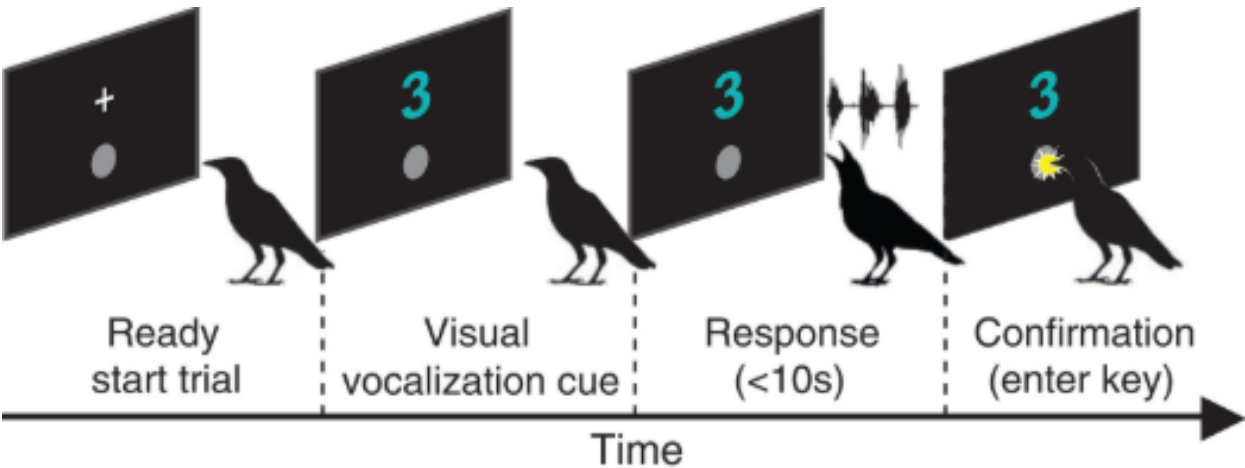 +
3
3
3
Ready
start trial
Visual
vocalization cue
Response
(<10s)
Confirmation
(enter key)
Time